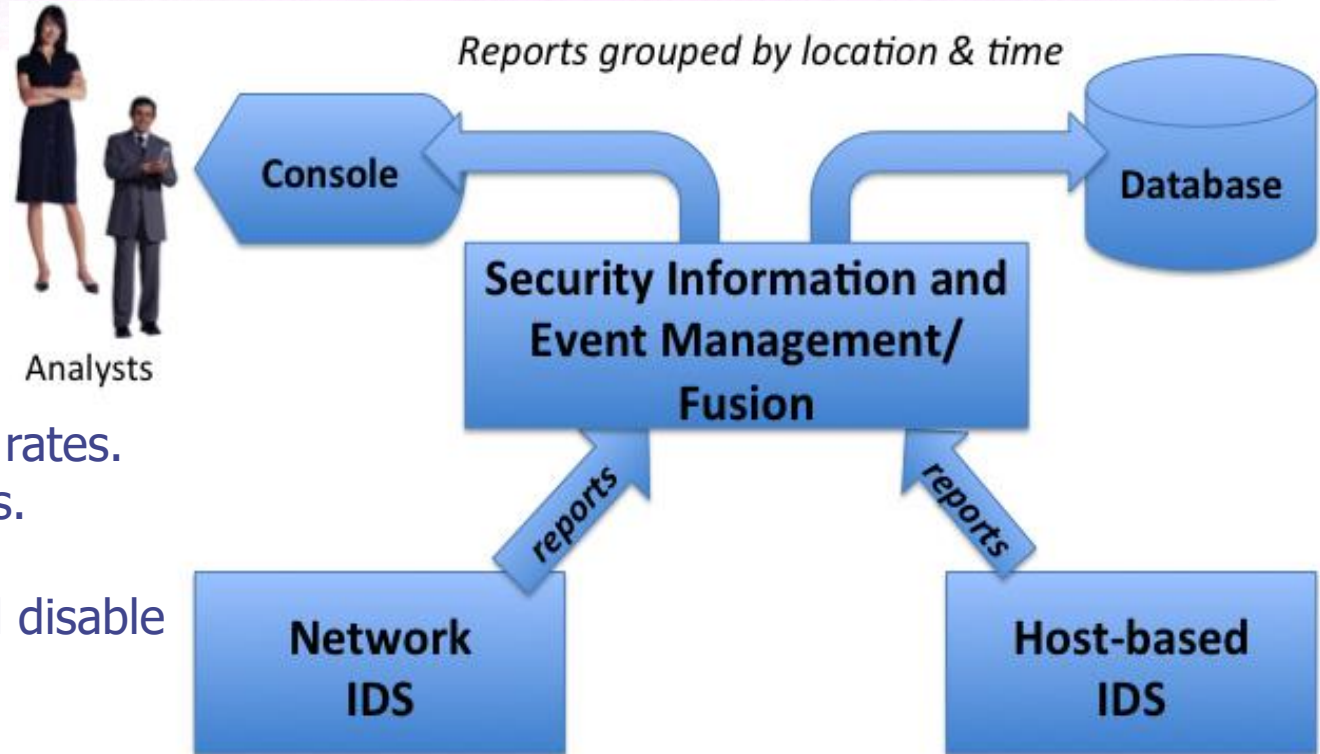 Reports grouped by location & time
Console
Database
Security Information and
Event Management/
Fusion
Analysts
rates.
s.
disable
reports
reports
Network
IDS
Host-based
IDS